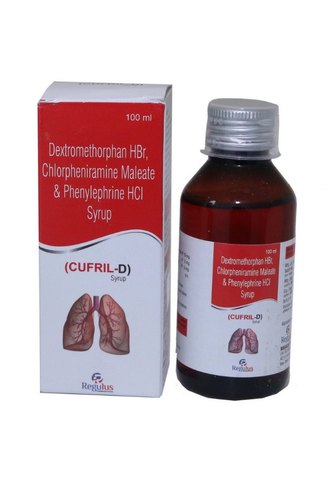 100 ml
Dextromethorphan HBr,
Chlorpheniramine Maleate
& Phenylephrine HCl
Syrup
(CUFRIL-D)
Syrup
Regulus
100 ml
Dextromethorphan HBr,
Chlorpheniramine Maleate
& Phenylephrine HCl
Syrup
(CUFRIL-D)
Syrup
Regulus